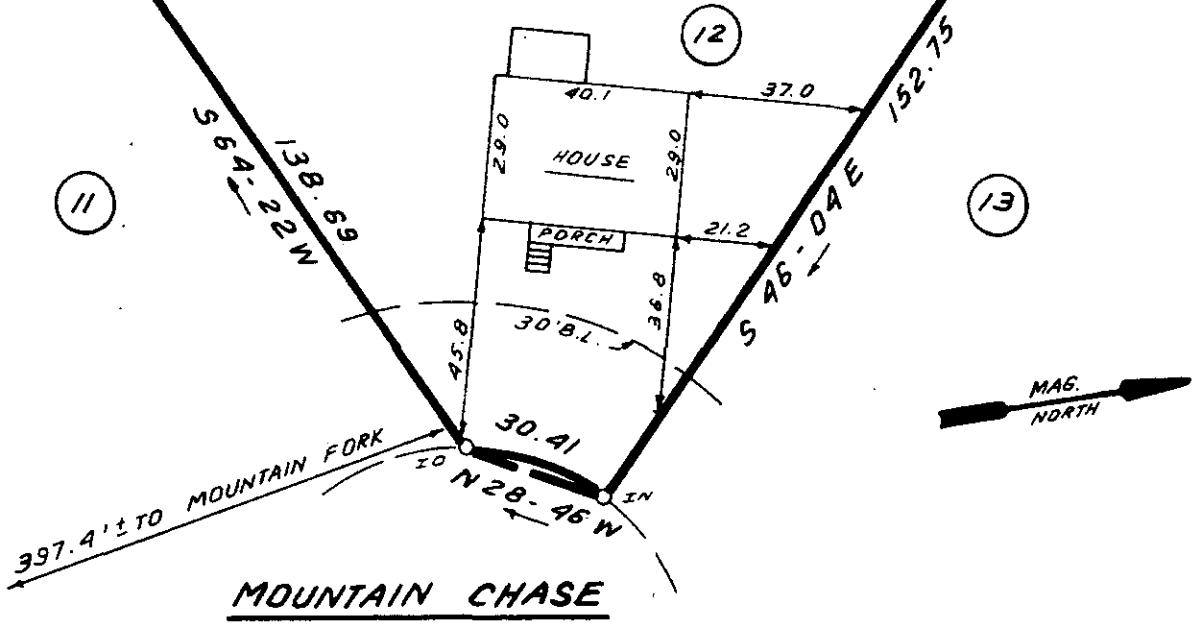 12
40.1
37.0
152.75
29.0
HOUSE
29.0
138.69
S 64-22 W
11
13
PORCH
21.2
S 46-04 E
30' B.L.
45.8
36.8
MAG.
NORTH
30.41
IO
IN
N 28-46 W
397.4'± TO MOUNTAIN FORK
MOUNTAIN CHASE